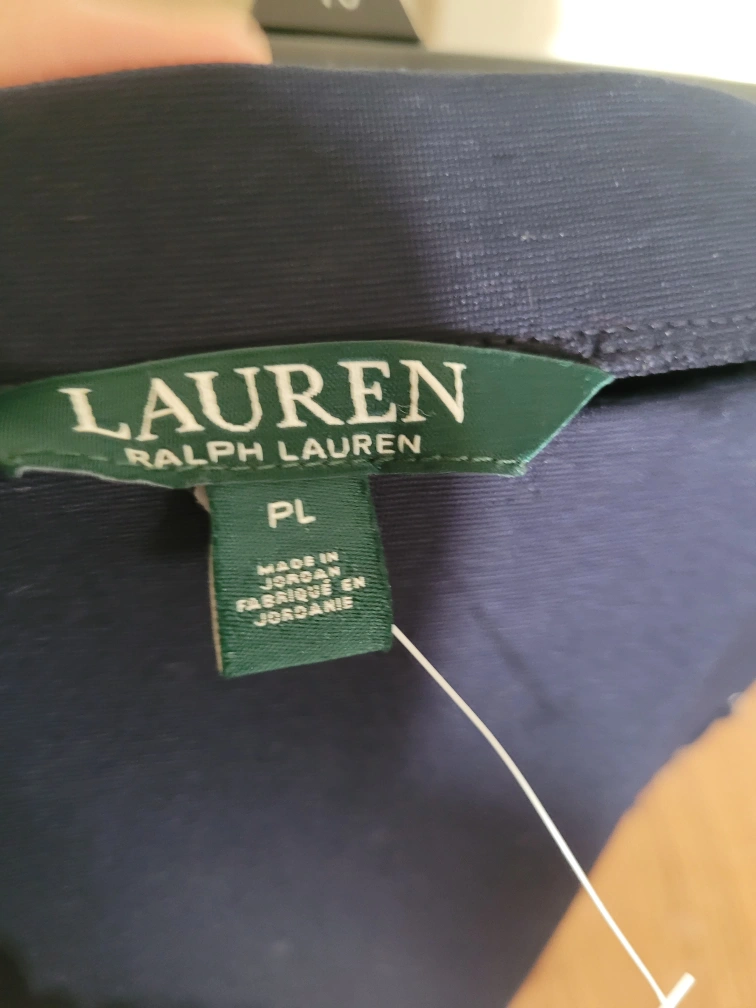 LAUREN
RALPH LAUREN
PL
MADE IN
JORDAN
FABRIQUÉ EN
JORDANIE